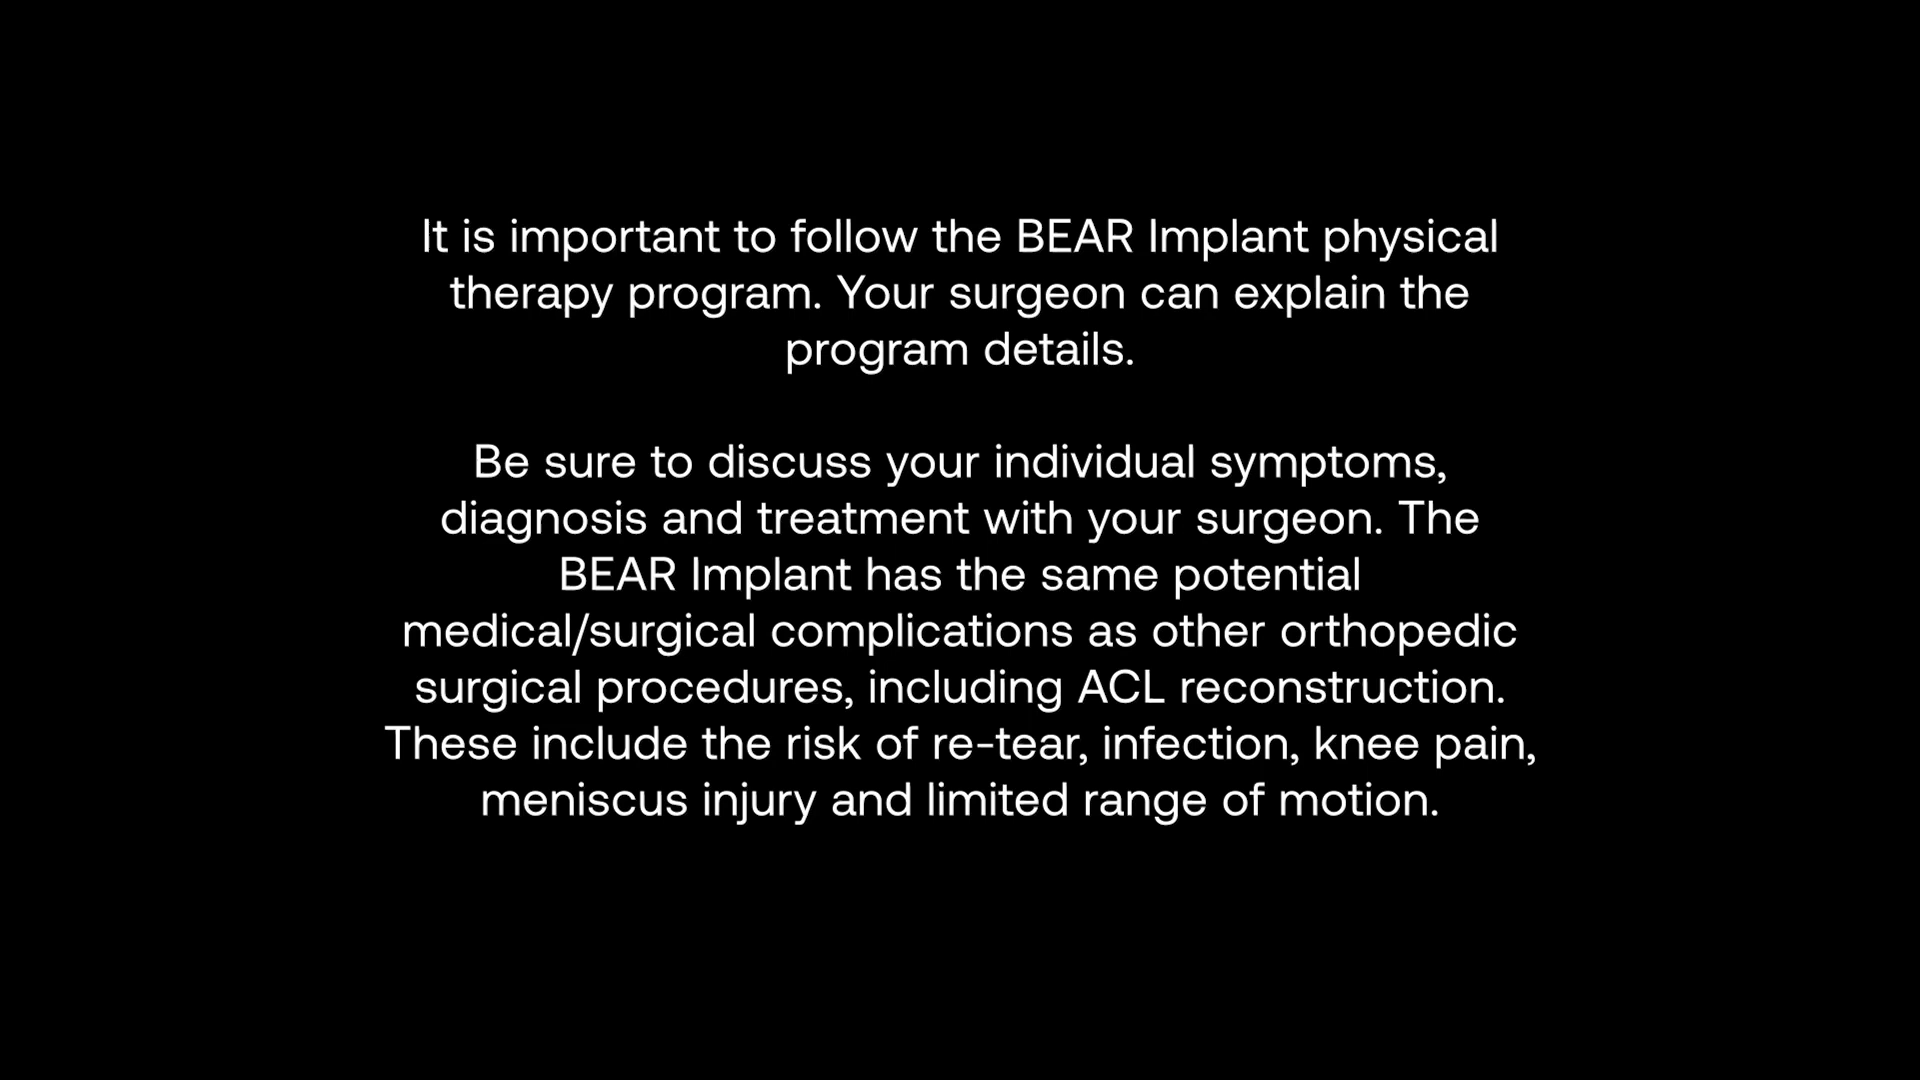 It is important to follow the BEAR Implant physical
therapy program. Your surgeon can explain the
program details.
Be sure to discuss your individual symptoms,
diagnosis and treatment with your surgeon. The
BEAR Implant has the same potential
medical/surgical complications as other orthopedic
surgical procedures, including ACL reconstruction.
These include the risk of re-tear, infection, knee pain,
meniscus injury and limited range of motion.